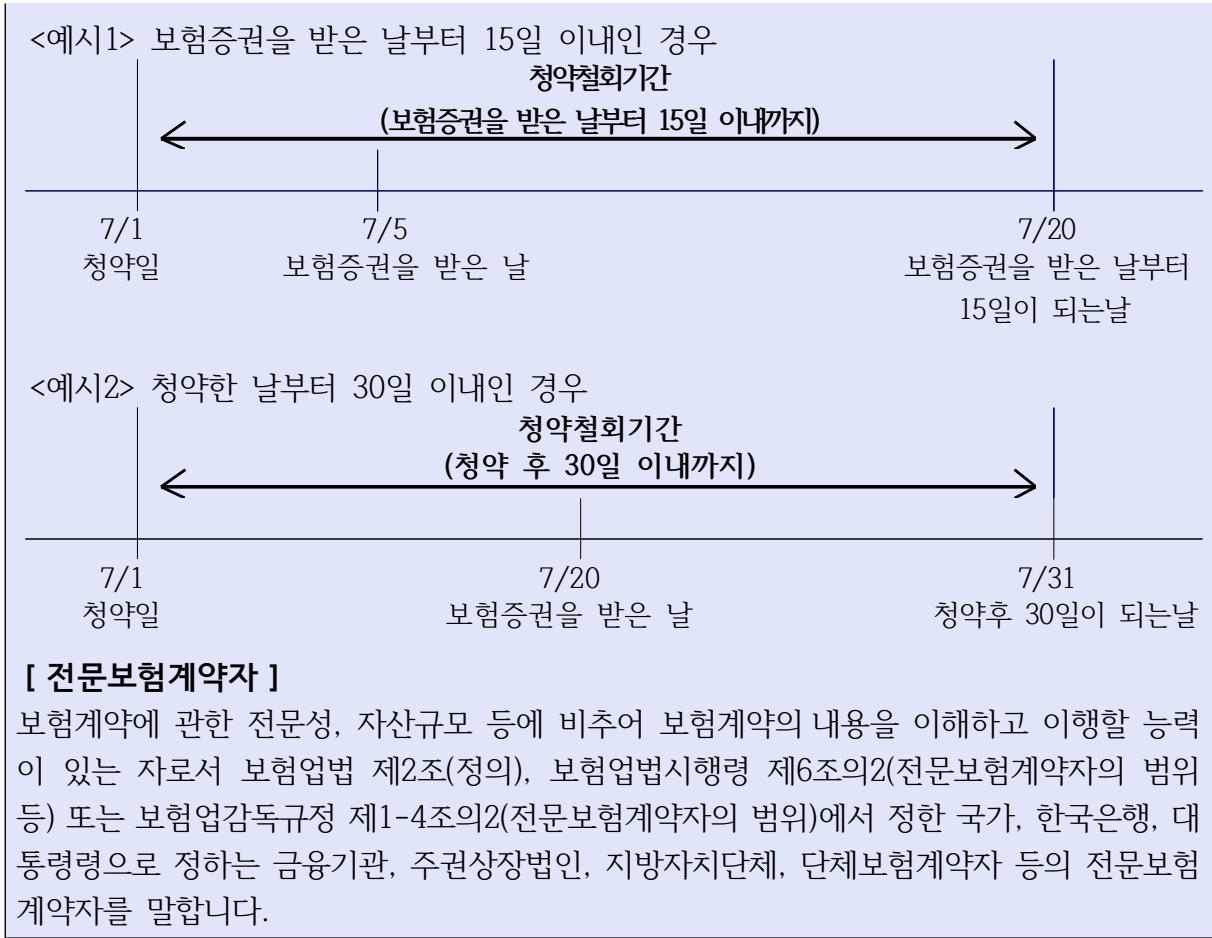 <예시1> 보험증권을 받은 날부터 15일 이내인 경우
청약철회기간
(보험증권을 받은 날부터 15일 이내까지)
7/1 7/5 7/20
청약일 보험증권을 받은 날 보험증권을 받은 날부터
15일이 되는날
<예시2> 청약한 날부터 30일 이내인 경우
청약철회기간
(청약 후 30일 이내까지)
7/1 7/20 7/31
청약일 보험증권을 받은 날 청약후 30일이 되는날
[ 전문보험계약자 ]
보험계약에 관한 전문성, 자산규모 등에 비추어 보험계약의 내용을 이해하고 이행할 능력
이 있는 자로서 보험업법 제2조(정의), 보험업법시행령 제6조의2(전문보험계약자의 범위
등) 또는 보험업감독규정 제1-4조의2(전문보험계약자의 범위)에서 정한 국가, 한국은행, 대
통령령으로 정하는 금융기관, 주권상장법인, 지방자치단체, 단체보험계약자 등의 전문보험
계약자를 말합니다.